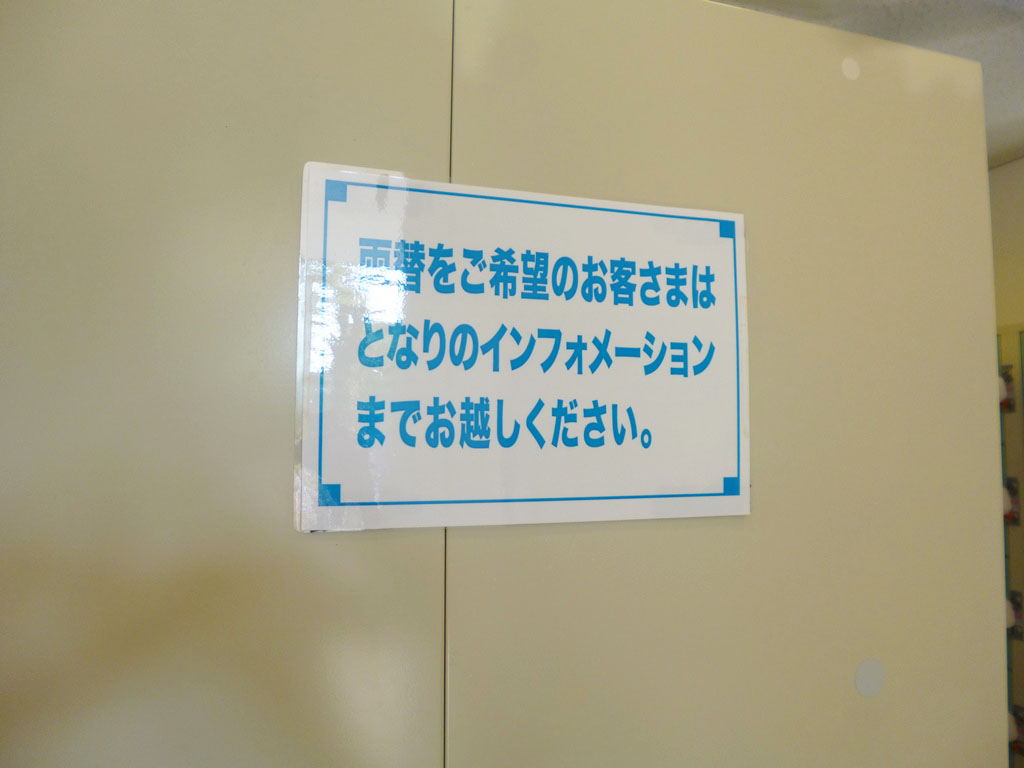 両替をご希望のお客さまは
となりのインフォメーション
までお越しください。